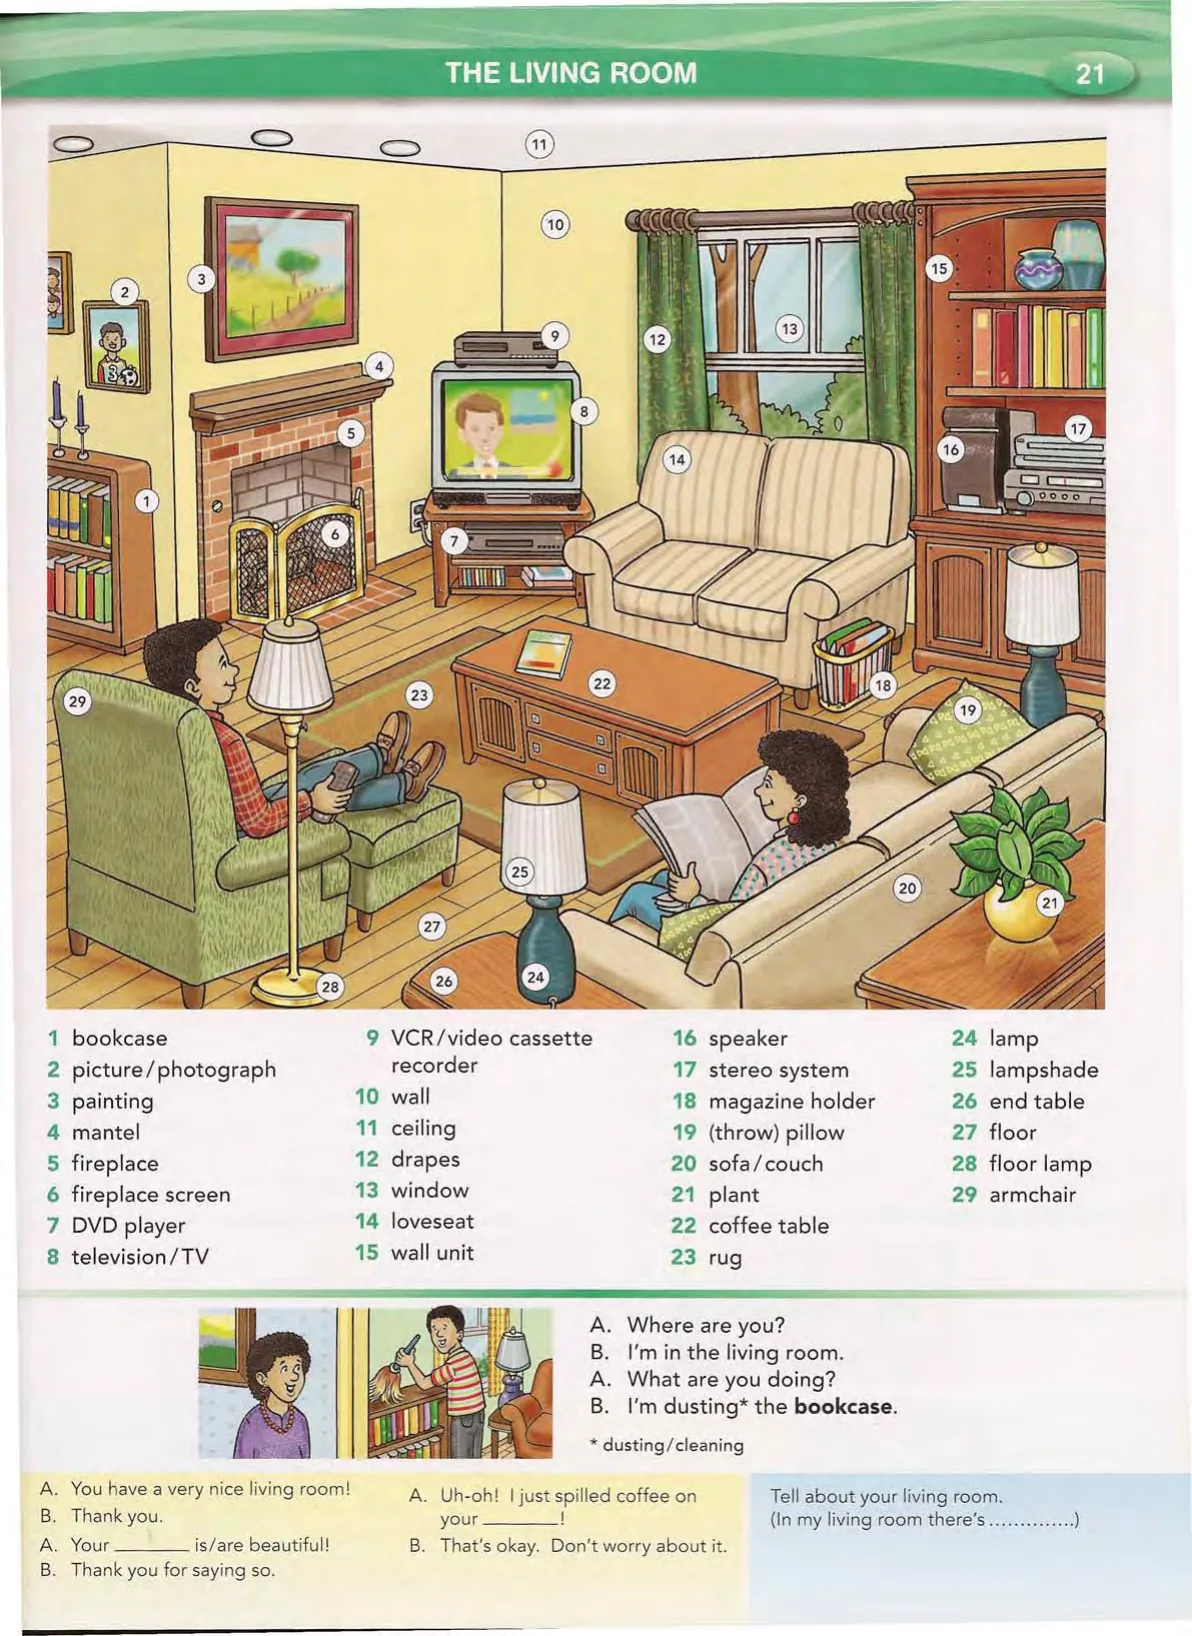 THE LIVING ROOM
21
11
10
3
2
15
9
13
12
4
8
17
5
16
14
1
6
7
22
18
29
23
19
25
20
21
27
26
24
28
1 bookcase
2 picture/photograph
3 painting
4 mantel
5 fireplace
6 fireplace screen
7 DVD player
8 television/TV
9 VCR/video cassette
recorder
10 wall
11 ceiling
12 drapes
13 window
14 loveseat
15 wall unit
16 speaker
17 stereo system
18 magazine holder
19 (throw) pillow
20 sofa/couch
21 plant
22 coffee table
23 rug
24 lamp
25 lampshade
26 end table
27 floor
28 floor lamp
29 armchair
A. Where are you?
B. I'm in the living room.
A. What are you doing?
B. I'm dusting* the bookcase.
* dusting/cleaning
A. You have a very nice living room!
B. Thank you.
A. Your ______ is/are beautiful!
B. Thank you for saying so.
A. Uh-oh! I just spilled coffee on
your ______!
B. That's okay. Don't worry about it.
Tell about your living room.
(In my living room there's ..............)